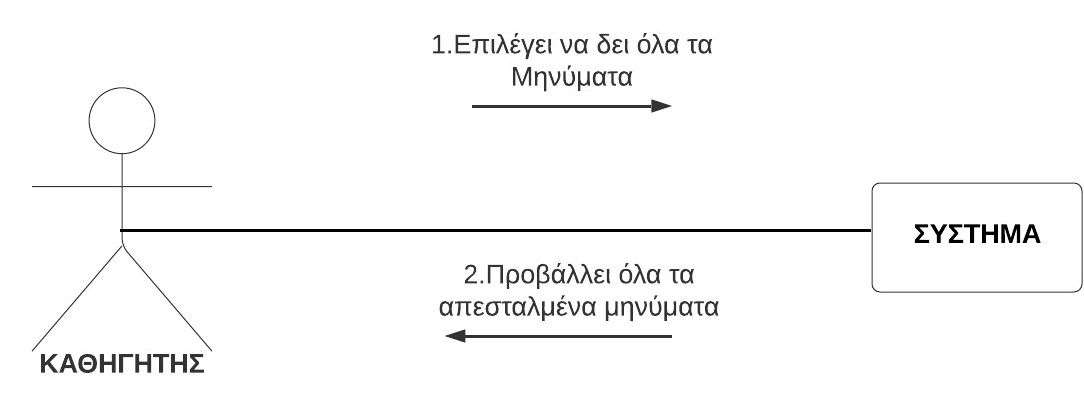 1.Επιλέγει να δει όλα τα
Μηνύματα
ΣΥΣΤΗΜΑ
2.Προβάλλει όλα τα
απεσταλμένα μηνύματα
ΚΑΘΗΓΗΤΗΣ